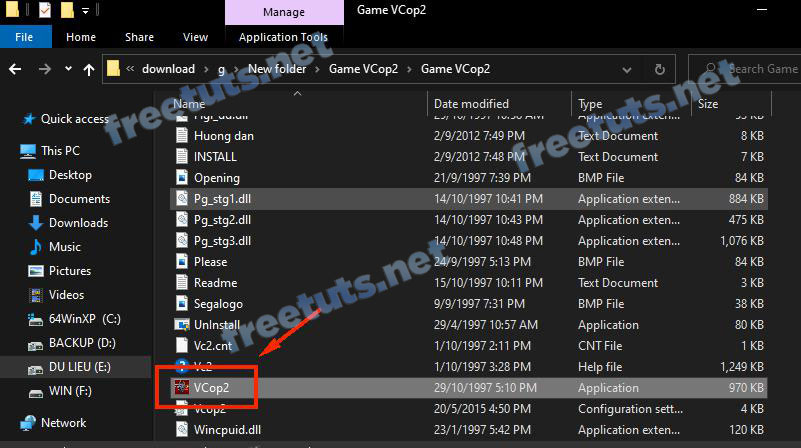 Manage
Game VCop2
File
Home
Share
View
Application Tools
download
g
New folder
Game VCop2
Game VCop2
Search Game
Name
Date modified
Type
Size
Huong dan
2/9/2012 7:49 PM
Text Document
8 KB
INSTALL
2/9/2012 7:48 PM
Text Document
7 KB
Opening
21/9/1997 7:39 PM
BMP File
84 KB
Pg_stg1.dll
14/10/1997 10:41 PM
Application exten...
884 KB
Pg_stg2.dll
14/10/1997 10:43 PM
Application exten...
475 KB
Pg_stg3.dll
14/10/1997 10:48 PM
Application exten...
1,076 KB
Please
24/9/1997 5:13 PM
BMP File
84 KB
Readme
15/10/1997 10:11 PM
Text Document
3 KB
Segalogo
9/9/1997 7:31 PM
BMP File
38 KB
UnInstall
29/4/1997 10:57 AM
Application
80 KB
Vc2.cnt
1/10/1997 2:11 PM
CNT File
1 KB
Vc2
1/10/1997 3:28 PM
Help file
1,249 KB
VCop2
29/10/1997 5:10 PM
Application
970 KB
Vcop2
20/5/2015 4:50 PM
Configuration sett...
4 KB
Wincpuid.dll
23/1/1997 5:42 PM
Application exten...
120 KB
Quick access
This PC
Desktop
Documents
Downloads
Music
Pictures
Videos
64WinXP (C:)
BACKUP (D:)
DU LIEU (E:)
WIN (F:)
Network
freetuts.net
freetuts.net
freetuts.net
freetuts.net